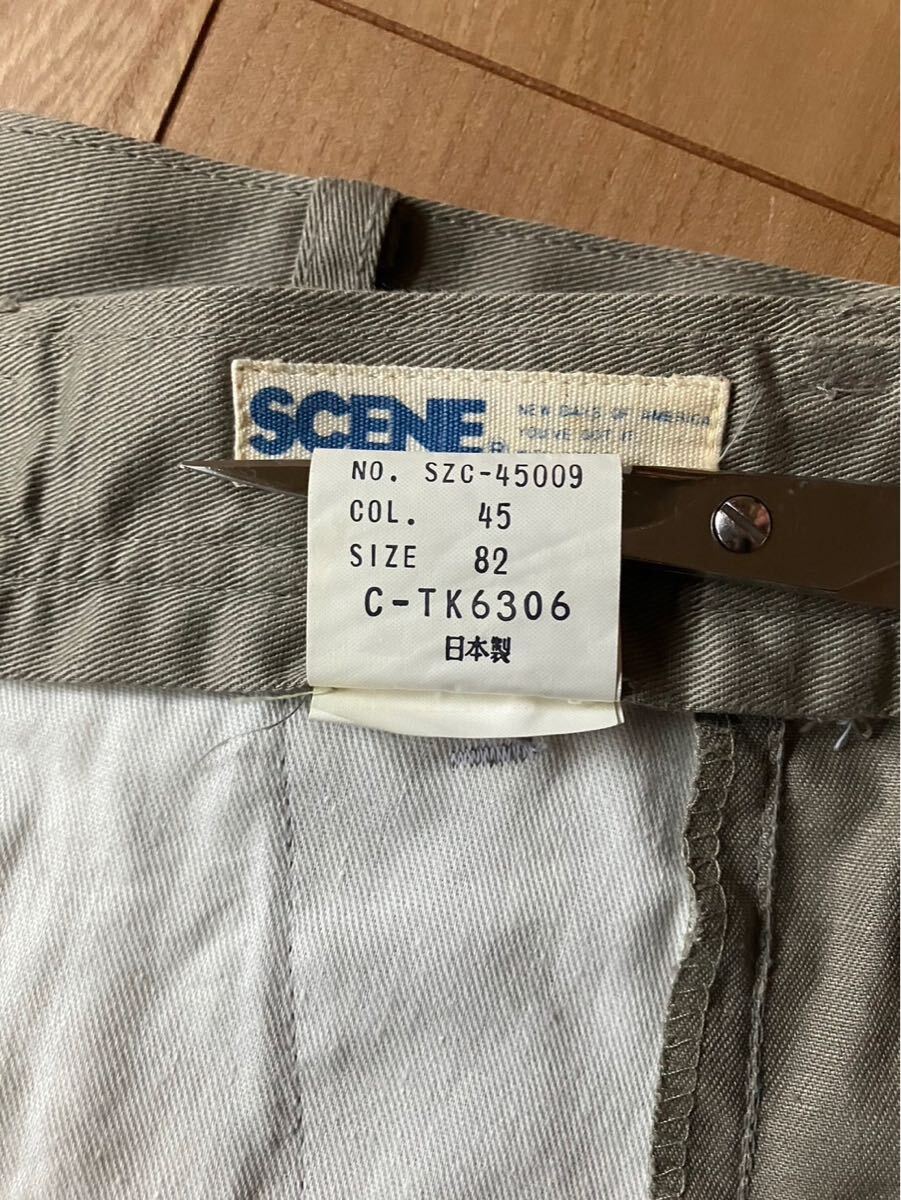 SCENE
NEW DAYS OF AMERICA
YOU'VE GOT IT
NO. SZC-45009
COL. 45
SIZE 82
C-TK6306
日本製